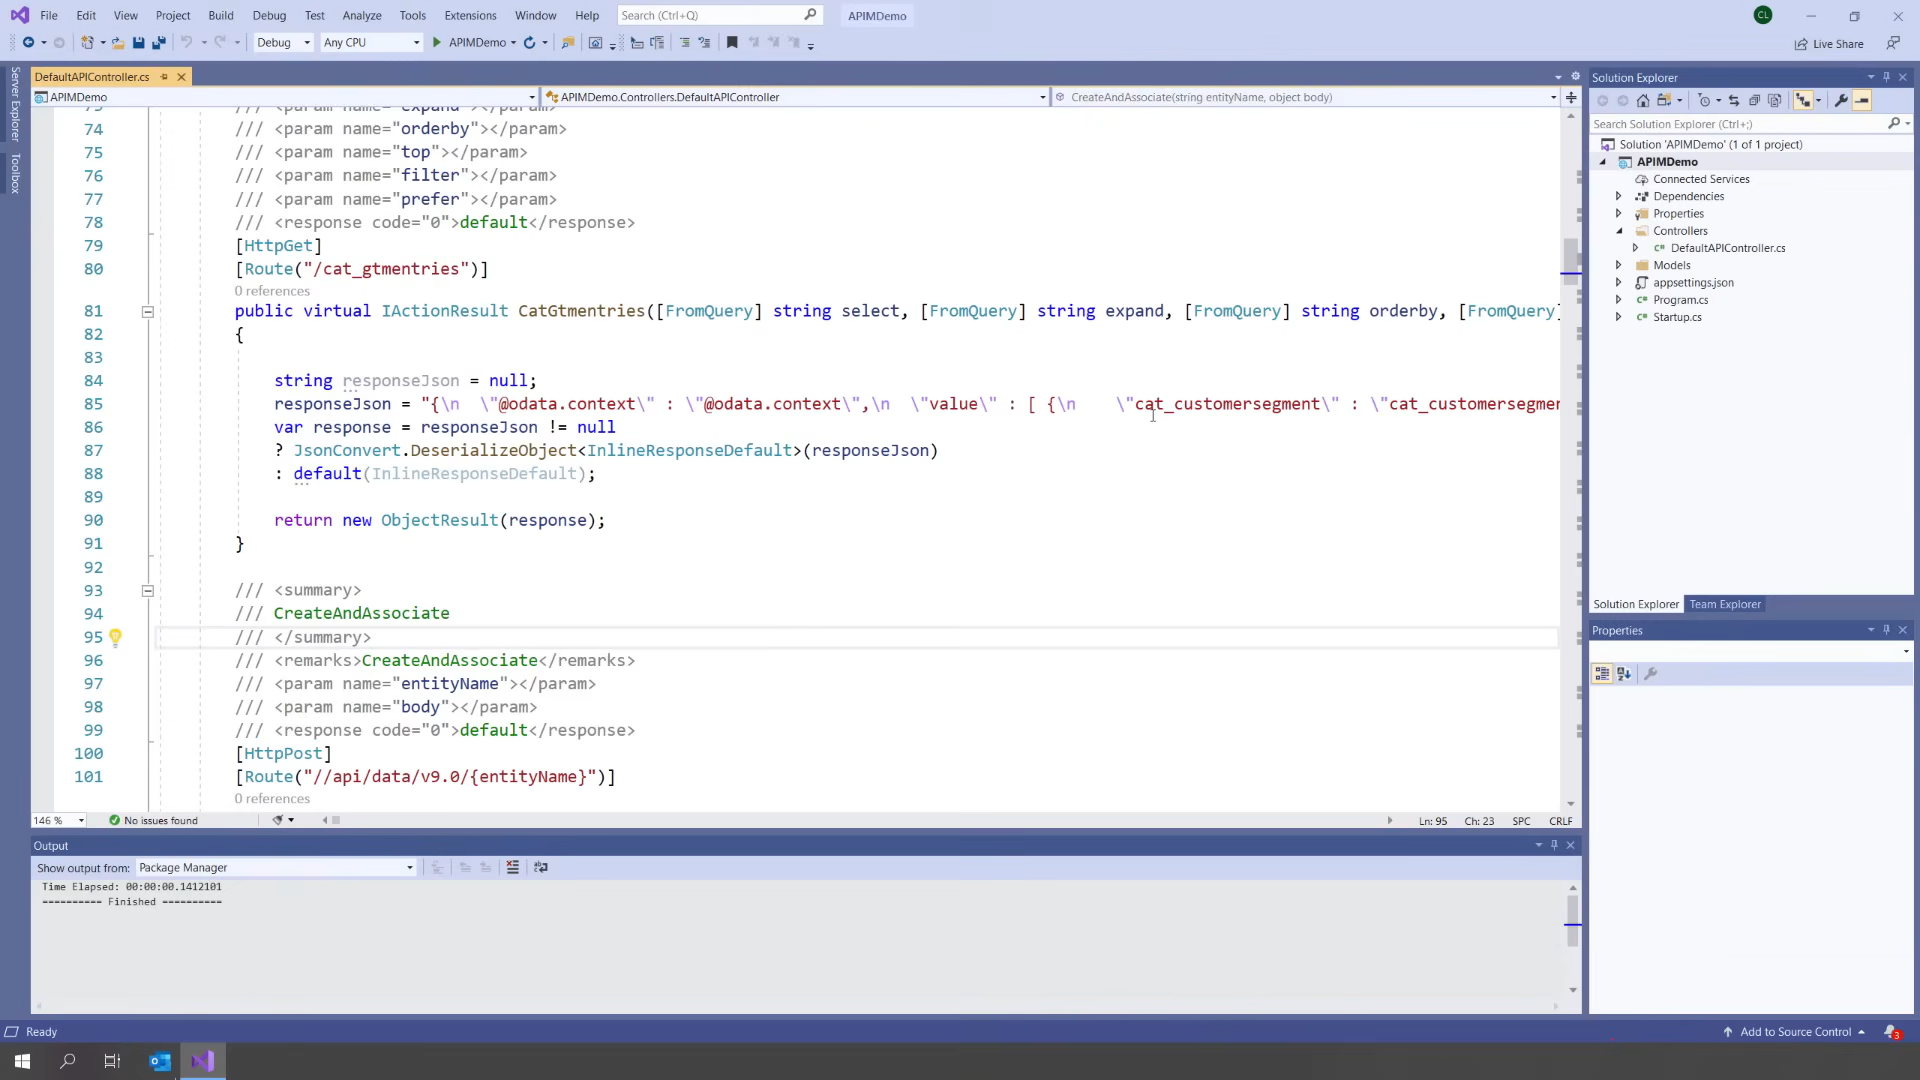 File Edit View Project Build Debug Test Analyze Tools Extensions Window Help Search (Ctrl+Q) APIMDemo CL
Debug Any CPU APIMDemo Live Share
Server Explorer
Toolbox
DefaultAPIController.cs
APIMDemo APIMDemo.Controllers.DefaultAPIController CreateAndAssociate(string entityName, object body)
/// <param name="expand"></param>
74 /// <param name="orderby"></param>
75 /// <param name="top"></param>
76 /// <param name="filter"></param>
77 /// <param name="prefer"></param>
78 /// <response code="0">default</response>
79 [HttpGet]
80 [Route("/cat_gtmentries")]
0 references
81 public virtual IActionResult CatGtmentries([FromQuery] string select, [FromQuery] string expand, [FromQuery] string orderby, [FromQuery]
82 {
83
84 string responseJson = null;
85 responseJson = "{\n  \"@odata.context\" : \"@odata.context\",\n  \"value\" : [ {\n    \"cat_customersegment\" : \"cat_customersegmen
86 var response = responseJson != null
87 ? JsonConvert.DeserializeObject<InlineResponseDefault>(responseJson)
88 : default(InlineResponseDefault);
89
90 return new ObjectResult(response);
91 }
92
93 /// <summary>
94 /// CreateAndAssociate
95 /// </summary>
96 /// <remarks>CreateAndAssociate</remarks>
97 /// <param name="entityName"></param>
98 /// <param name="body"></param>
99 /// <response code="0">default</response>
100 [HttpPost]
101 [Route("//api/data/v9.0/{entityName}")]
0 references
146 % No issues found Ln: 95 Ch: 23 SPC CRLF
Output
Show output from: Package Manager
Time Elapsed: 00:00:00.1412101
========== Finished ==========
Solution Explorer
Search Solution Explorer (Ctrl+;)
Solution 'APIMDemo' (1 of 1 project)
APIMDemo
Connected Services
Dependencies
Properties
Controllers
DefaultAPIController.cs
Models
appsettings.json
Program.cs
Startup.cs
Solution Explorer Team Explorer
Properties
Ready Add to Source Control 3